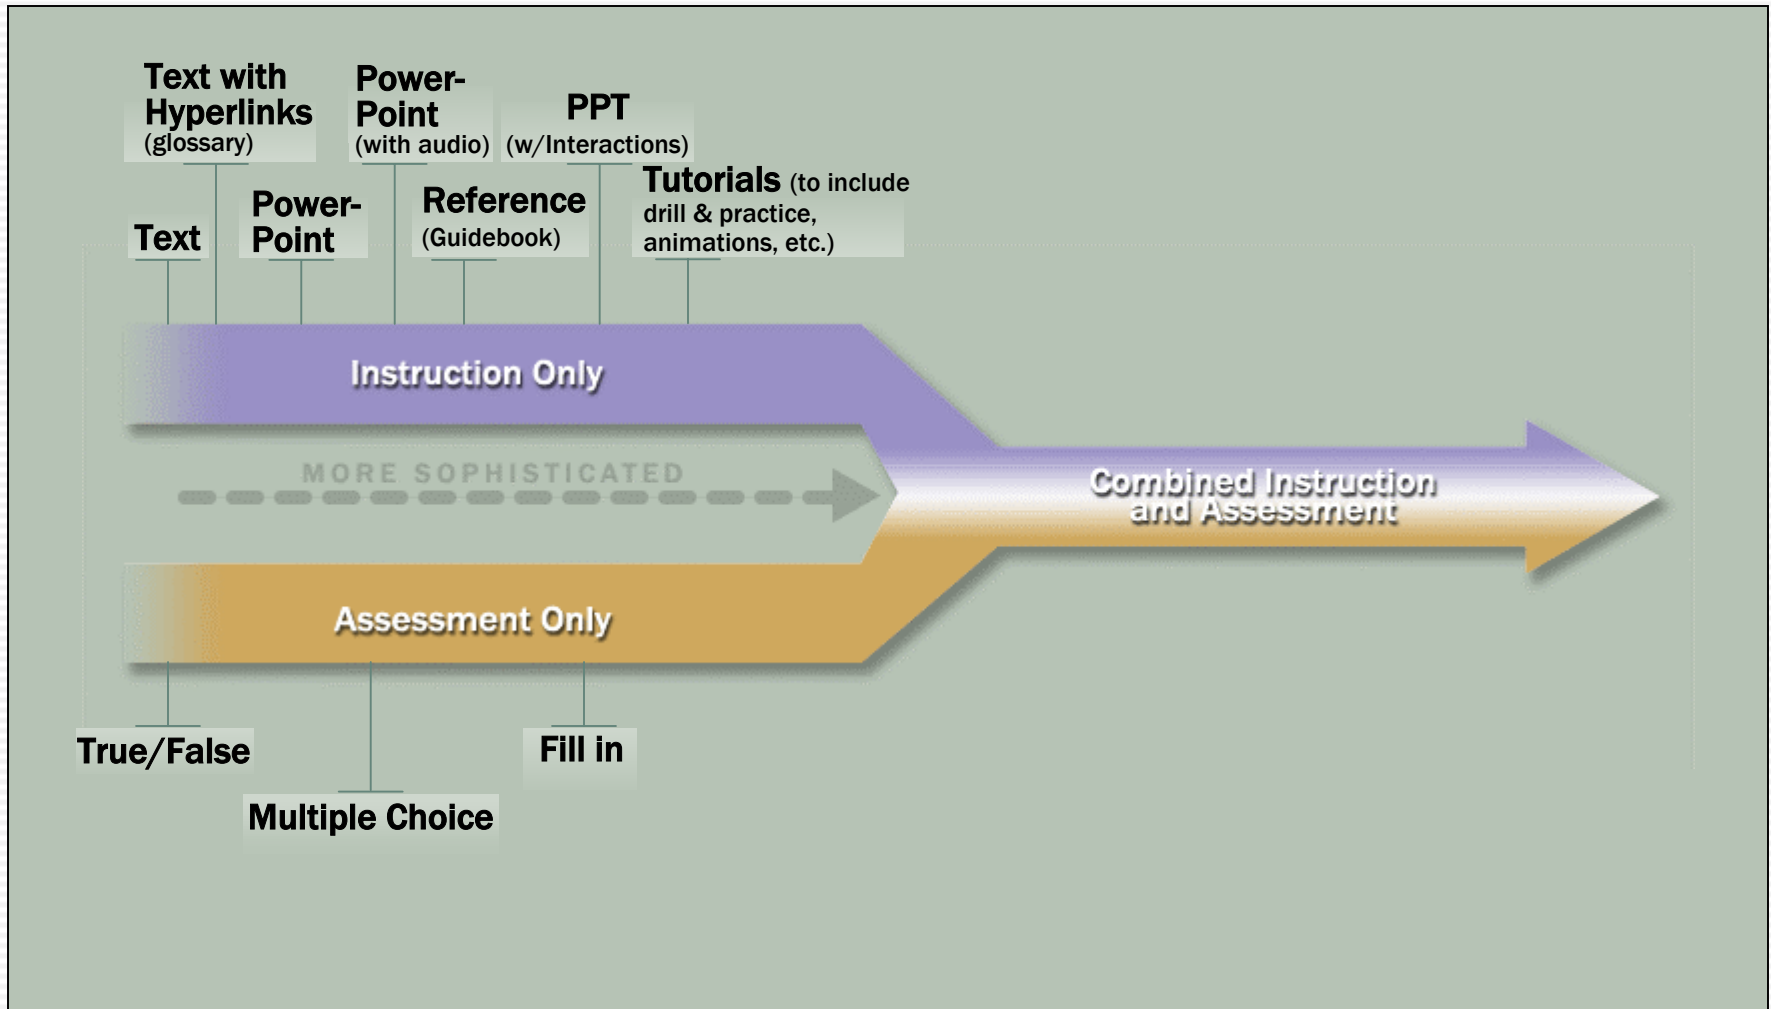 Text with
Hyperlinks
(glossary)
Power-
Point
(with audio)
PPT
(w/Interactions)
Text
Power-
Point
Reference
(Guidebook)
Tutorials (to include
drill & practice,
animations, etc.)
Instruction Only
MORE SOPHISTICATED
Combined Instruction
and Assessment
Assessment Only
True/False
Multiple Choice
Fill in